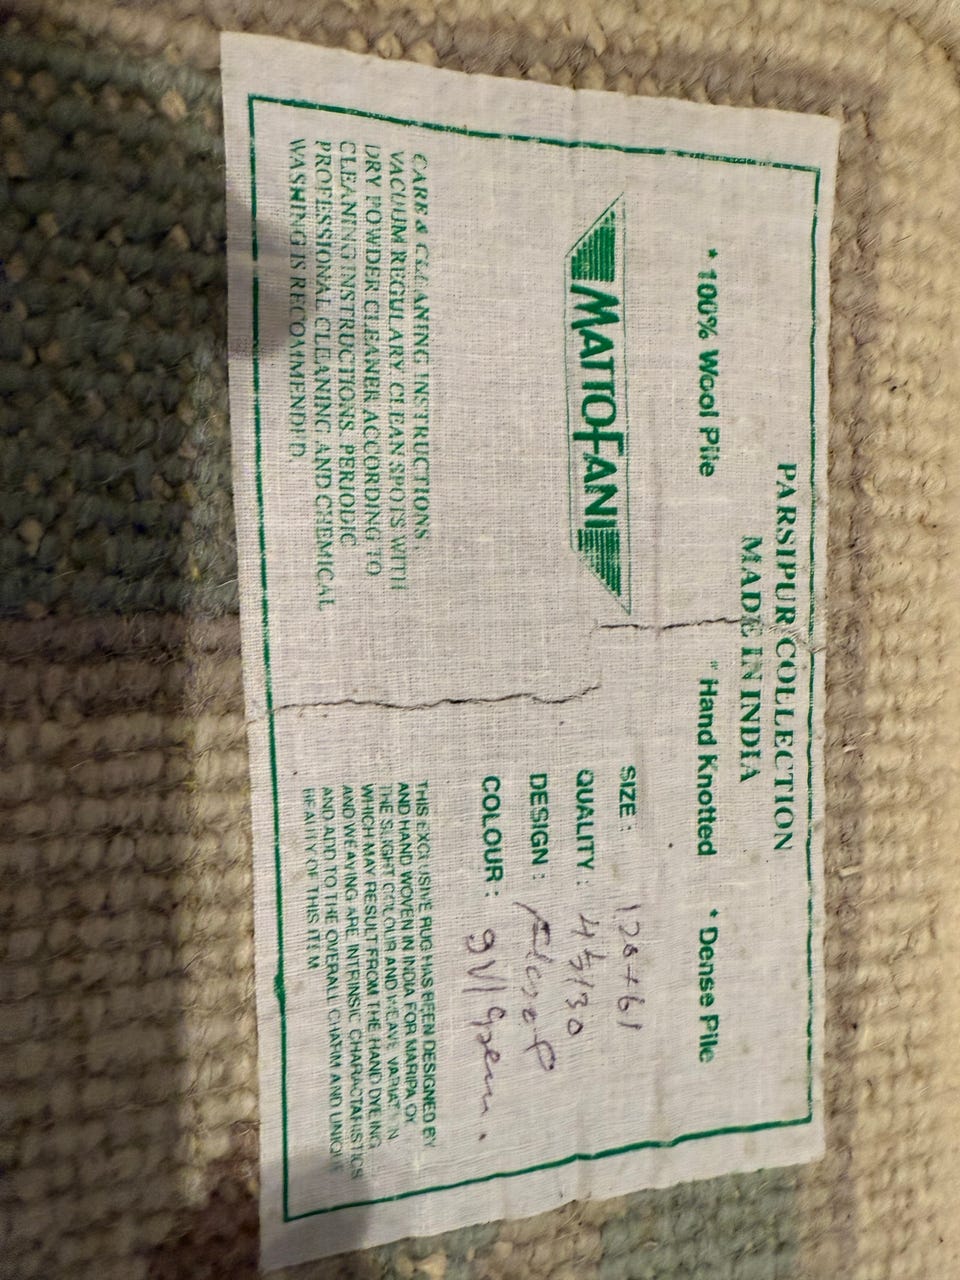 PARSIPUR COLLECTION
MADE IN INDIA
* 100% Wool Pile * Hand Knotted * Dense Pile
MATTOFANI
SIZE :
QUALITY : 45/30
DESIGN :
COLOUR :
CARE & CLEANING INSTRUCTIONS,
VACUUM REGULARY, CLEAN SPOTS WITH
DRY POWDER CLEANER ACCORDING TO
CLEANING INSTRUCTIONS. PERIODIC
PROFESSIONAL CLEANING AND CHEMICAL
WASHING IS RECOMMENDED.
THIS EXCLUSIVE RUG HAS BEEN DESIGNED BY
AND HAND WOVEN IN INDIA FOR MARIPA OY
THE SLIGHT COLOUR AND WEAVE VARIATION
WHICH MAY RESULT FROM THE HAND DYEING
AND WEAVING ARE INTRINSIC CHARACTARISTICS
AND ADD TO THE OVERALL CHARM AND UNIQUE
BEAUTY OF THIS ITEM